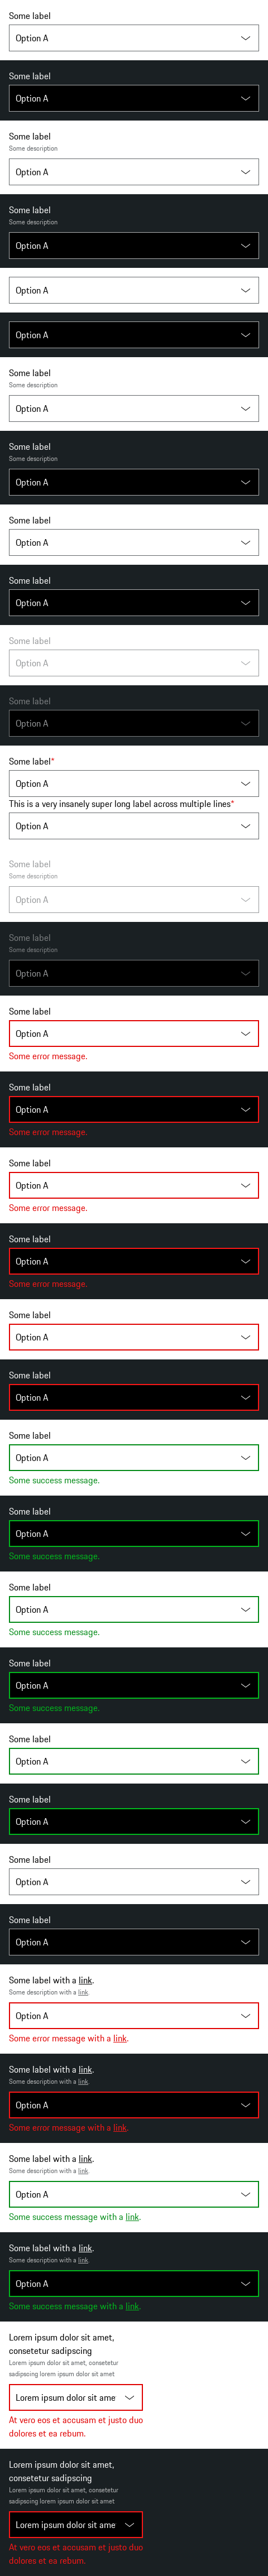 Some label
Option A
Some label
Option A
Some label
Some description
Option A
Some label
Some description
Option A
Option A
Option A
Some label
Some description
Option A
Some label
Some description
Option A
Some label
Option A
Some label
Option A
Some label
Option A
Some label
Option A
Some label*
Option A
This is a very insanely super long label across multiple lines*
Option A
Some label
Some description
Option A
Some label
Some description
Option A
Some label
Option A
Some error message.
Some label
Option A
Some error message.
Some label
Option A
Some error message.
Some label
Option A
Some error message.
Some label
Option A
Some label
Option A
Some label
Option A
Some success message.
Some label
Option A
Some success message.
Some label
Option A
Some success message.
Some label
Option A
Some success message.
Some label
Option A
Some label
Option A
Some label
Option A
Some label
Option A
Some label with a link.
Some description with a link.
Option A
Some error message with a link.
Some label with a link.
Some description with a link.
Option A
Some error message with a link.
Some label with a link.
Some description with a link.
Option A
Some success message with a link.
Some label with a link.
Some description with a link.
Option A
Some success message with a link.
Lorem ipsum dolor sit amet,
consetetur sadipscing
Lorem ipsum dolor sit amet, consetetur
sadipscing lorem ipsum dolor sit amet
Lorem ipsum dolor sit ame
At vero eos et accusam et justo duo
dolores et ea rebum.
Lorem ipsum dolor sit amet,
consetetur sadipscing
Lorem ipsum dolor sit amet, consetetur
sadipscing lorem ipsum dolor sit amet
Lorem ipsum dolor sit ame
At vero eos et accusam et justo duo
dolores et ea rebum.